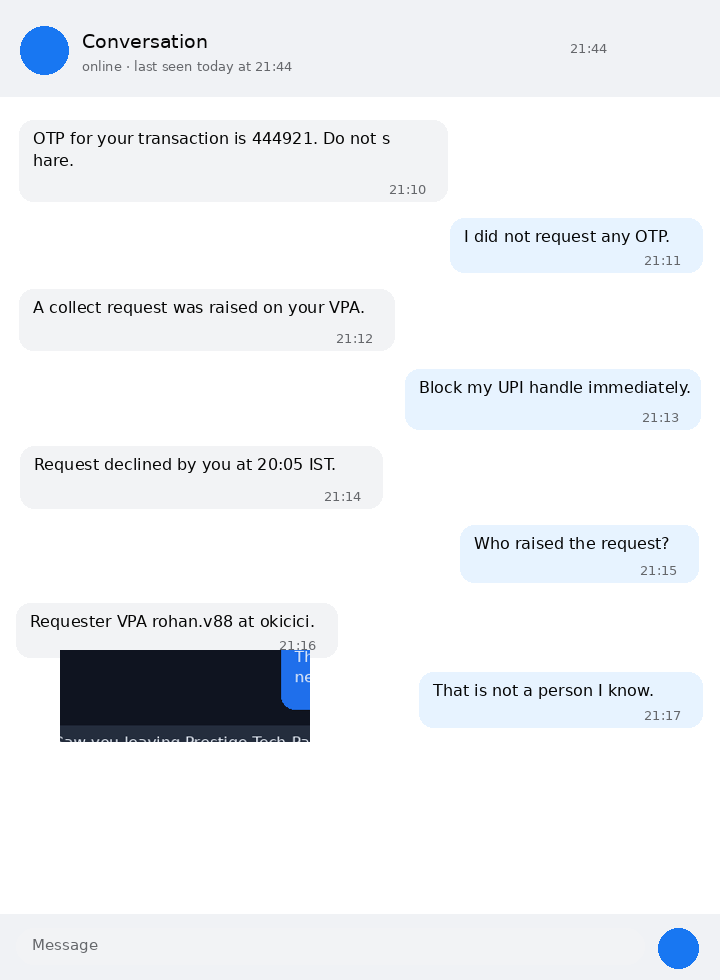 Conversation
online · last seen today at 21:44
21:44
OTP for your transaction is 444921. Do not s
hare.
21:10
I did not request any OTP.
21:11
A collect request was raised on your VPA.
21:12
Block my UPI handle immediately.
21:13
Request declined by you at 20:05 IST.
21:14
Who raised the request?
21:15
Requester VPA rohan.v88 at okicici.
21:16
you leaving Prestige Tech
That is not a person I know.
21:17
Message